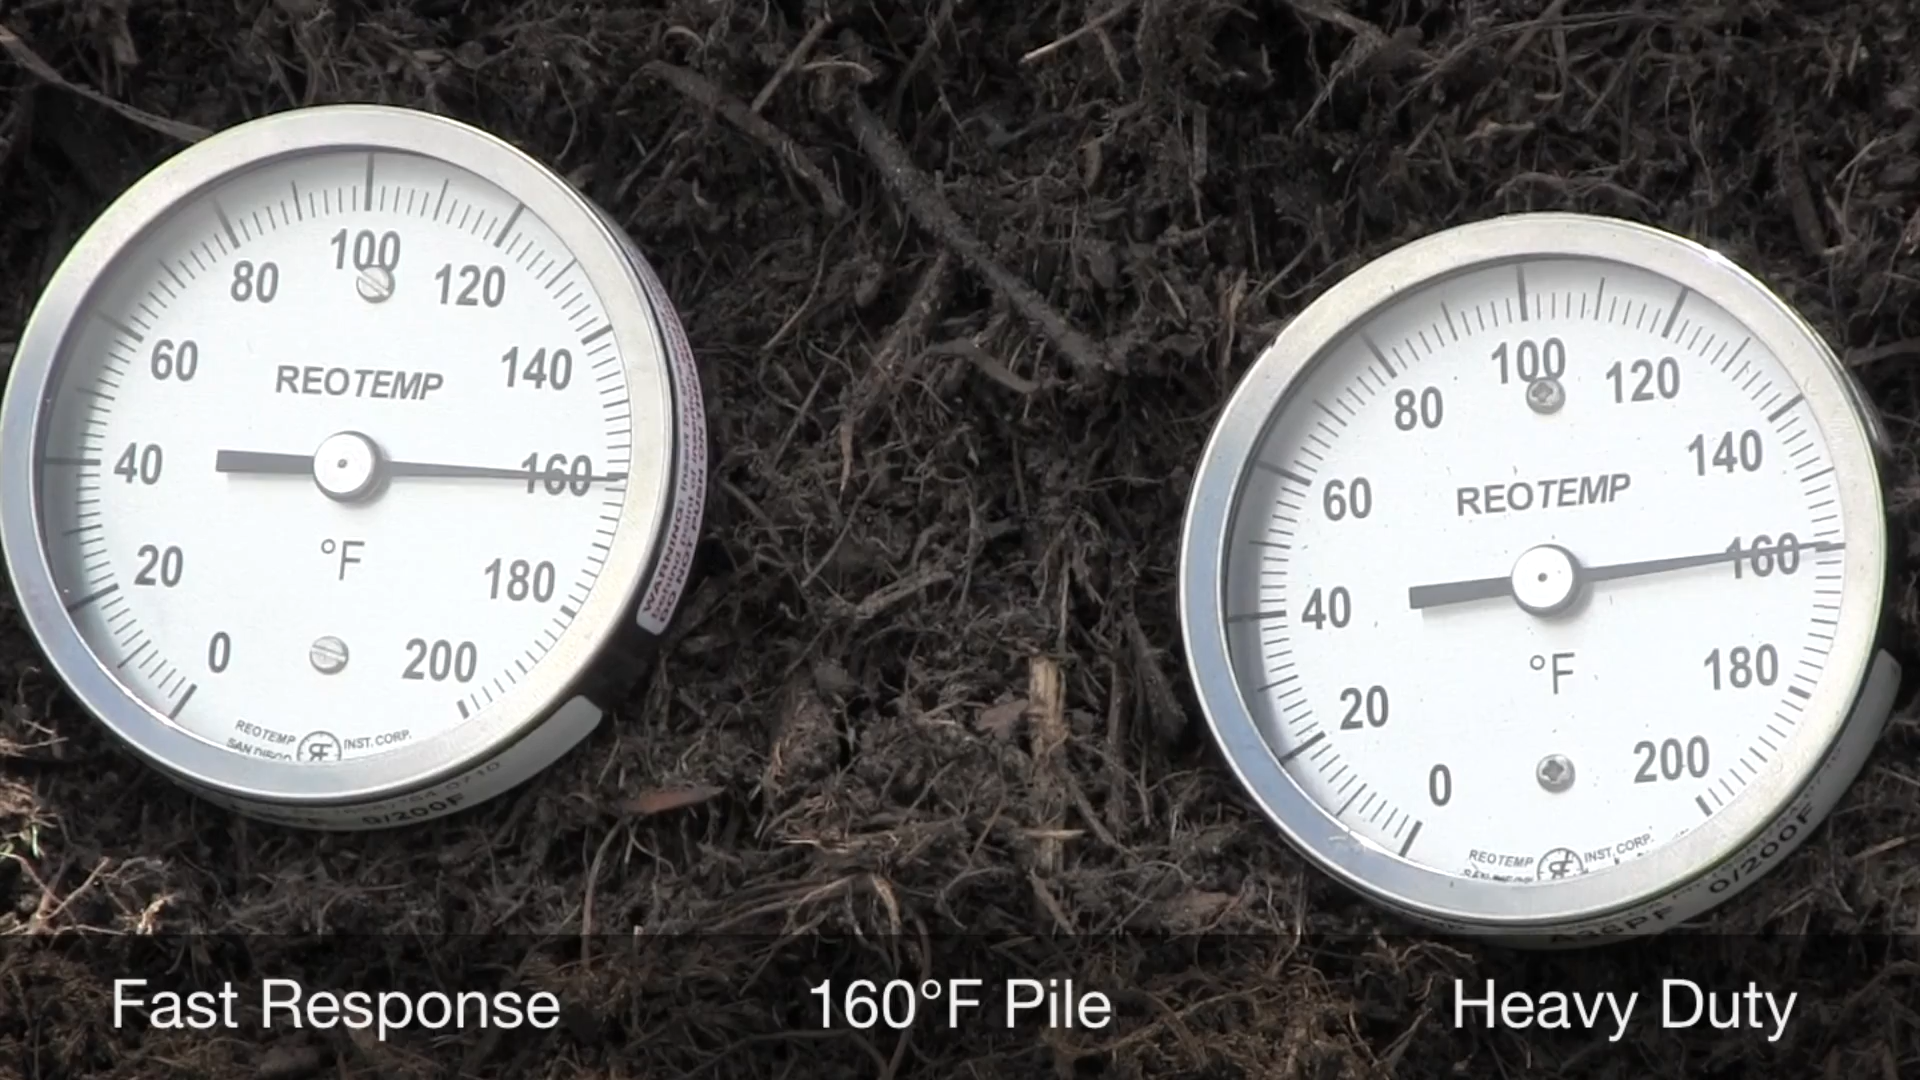 100
80
120
60
REOTEMP
140
40
160
20
°F
180
0
200
REOTEMP
INST. CORP.
SAN DIEGO
0/200F
100
80
120
140
60
REOTEMP
160
40
°F
180
20
200
0
REOTEMP
INST. CORP.
0/200F
Fast Response
160°F Pile
Heavy Duty